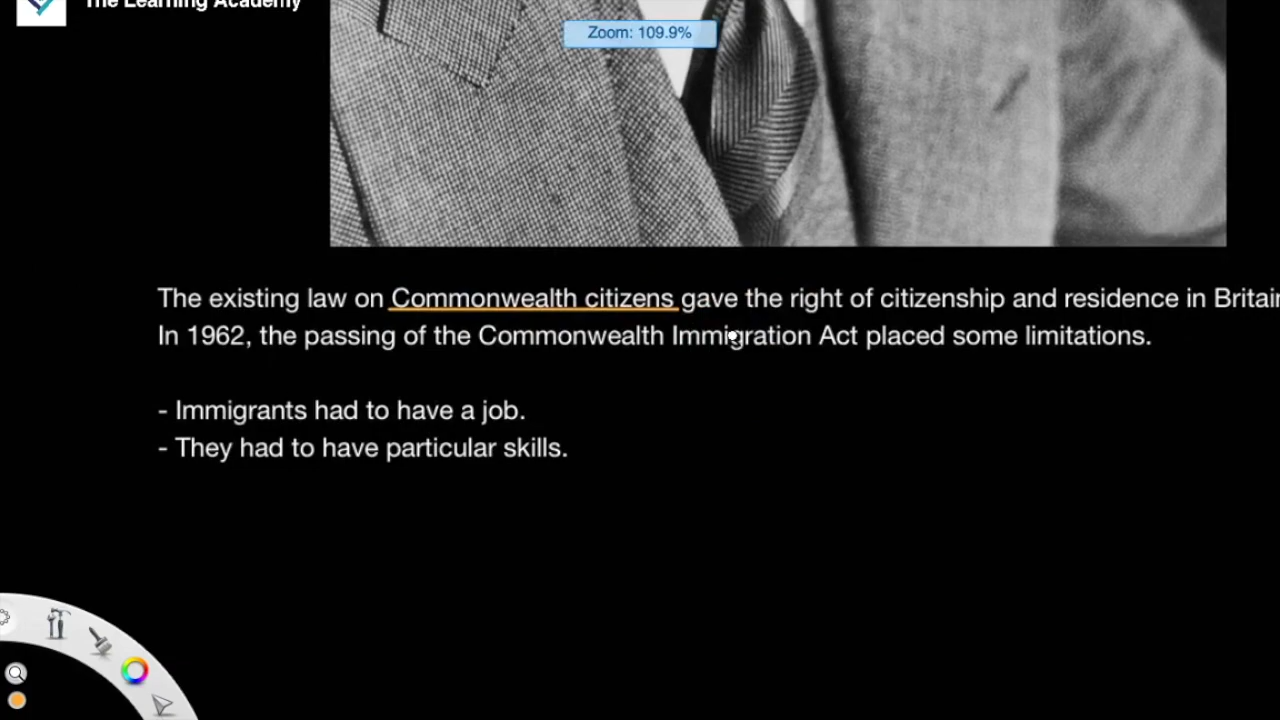 The Learning Academy
Zoom: 109.9%
The existing law on Commonwealth citizens gave the right of citizenship and residence in Britain
In 1962, the passing of the Commonwealth Immigration Act placed some limitations.
- Immigrants had to have a job.
- They had to have particular skills.